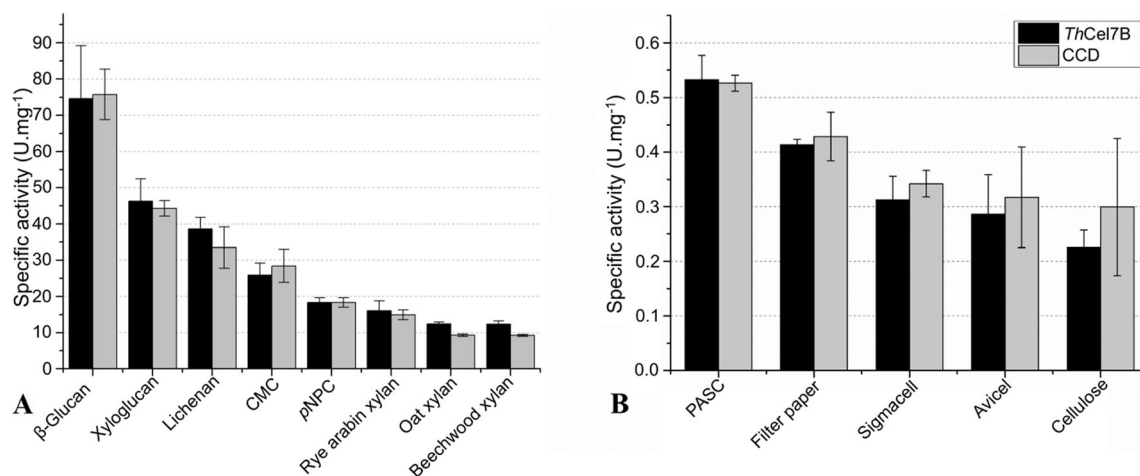 90
80
70
60
50
40
30
20
10
0
Specific activity (U.mg⁻¹)
β-Glucan
Xyloglucan
Lichenan
CMC
pNPC
Rye arabin xylan
Oat xylan
Beechwood xylan
A
ThCel7B
CCD
0.6
0.5
0.4
0.3
0.2
0.1
0.0
Specific activity (U.mg⁻¹)
PASC
Filter paper
Sigmacell
Avicel
Cellulose
B